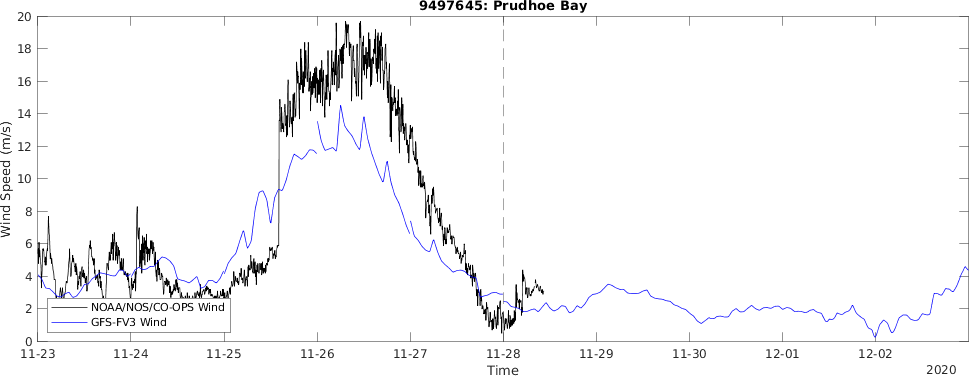 9497645: Prudhoe Bay
Wind Speed (m/s)
20
18
16
14
12
10
8
6
4
2
0
NOAA/NOS/CO-OPS Wind
GFS-FV3 Wind
11-23 11-24 11-25 11-26 11-27 11-28 11-29 11-30 12-01 12-02
Time
2020